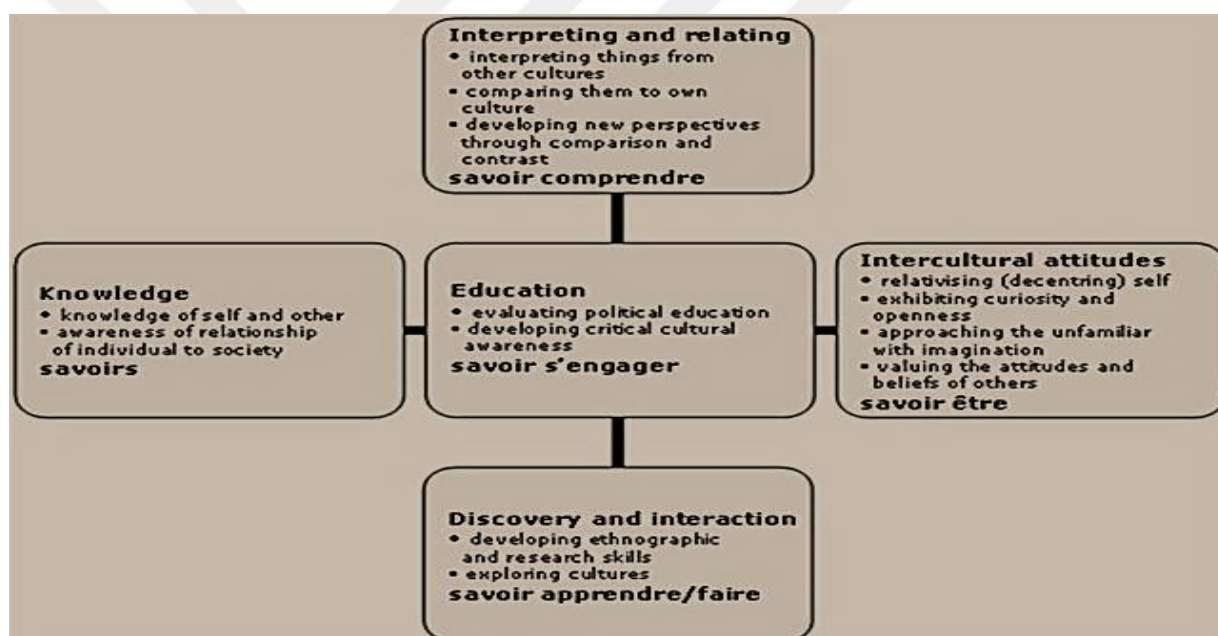 Interpreting and relating
• interpreting things from
other cultures
• comparing them to own
culture
• developing new perspectives
through comparison and
contrast
savoir comprendre
Knowledge
• knowledge of self and other
• awareness of relationship
of individual to society
savoirs
Education
• evaluating political education
• developing critical cultural
awareness
savoir s'engager
Intercultural attitudes
• relativising (decentring) self
• exhibiting curiosity and
openness
• approaching the unfamiliar
with imagination
• valuing the attitudes and
beliefs of others
savoir être
Discovery and interaction
• developing ethnographic
and research skills
• exploring cultures
savoir apprendre/faire